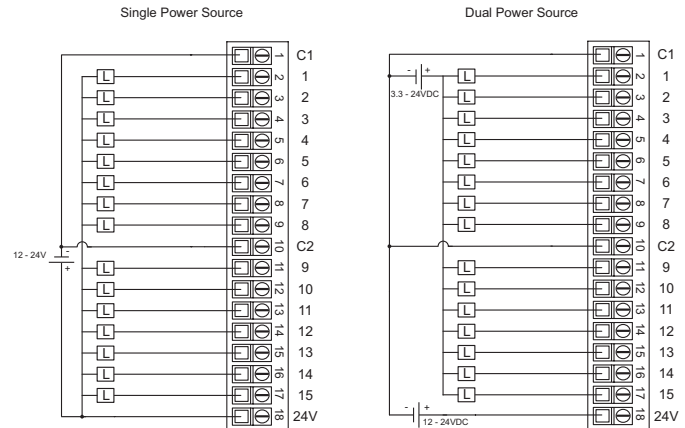 Single Power Source
1 C1
L 2 1
L 3 2
L 4 3
L 5 4
L 6 5
L 7 6
L 8 7
L 9 8
10 C2
12 - 24V - +
L 11 9
L 12 10
L 13 11
L 14 12
L 15 13
L 16 14
L 17 15
18 24V
Dual Power Source
1 C1
- + L 2 1
3.3 - 24VDC
L 3 2
L 4 3
L 5 4
L 6 5
L 7 6
L 8 7
L 9 8
10 C2
L 11 9
L 12 10
L 13 11
L 14 12
L 15 13
L 16 14
L 17 15
- + 18 24V
12 - 24VDC